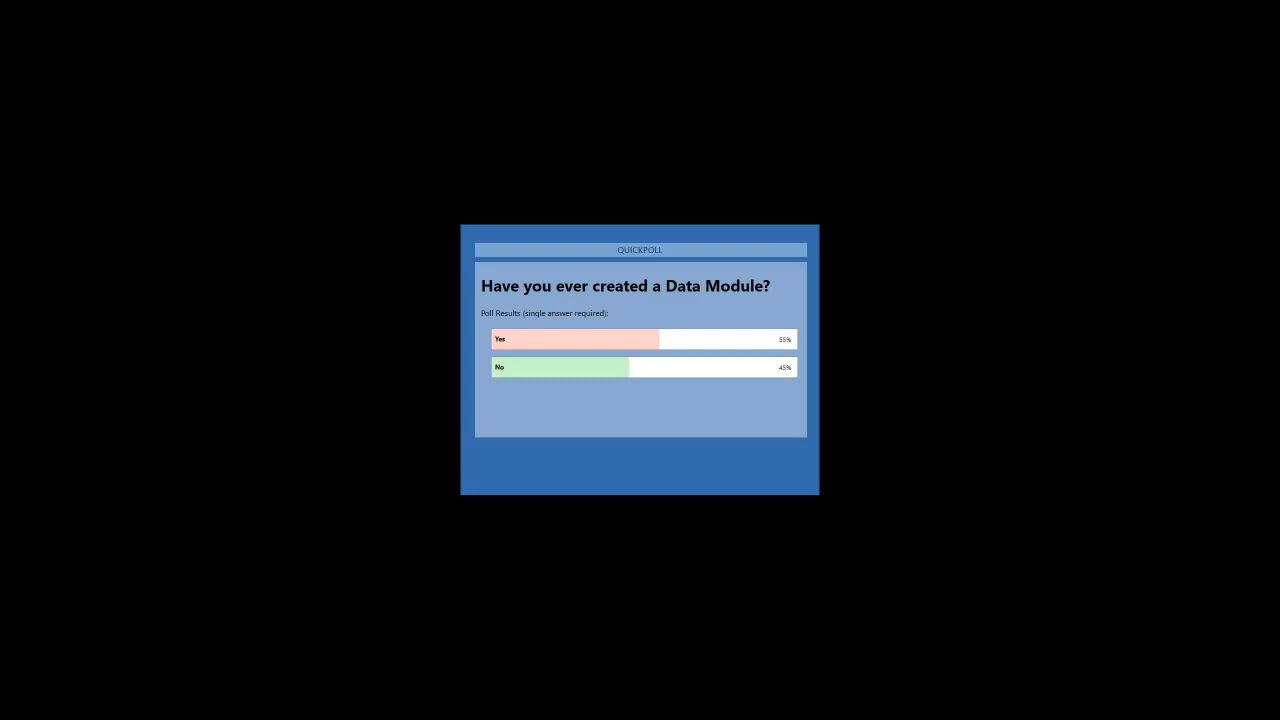 QUICKPOLL
Have you ever created a Data Module?
Poll Results (single answer required):
Yes 55%
No 45%